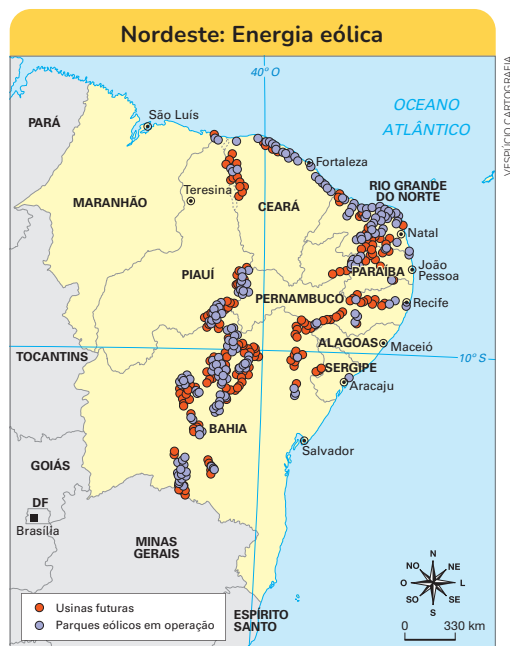 Nordeste: Energia eólica
VESPÚCIO CARTOGRAFIA
40° O
OCEANO
ATLÂNTICO
PARÁ
São Luís
Fortaleza
RIO GRANDE
DO NORTE
Teresina
MARANHÃO
CEARÁ
Natal
João
Pessoa
PARAÍBA
PIAUÍ
PERNAMBUCO
Recife
ALAGOAS
Maceió
TOCANTINS
10° S
SERGIPE
Aracaju
BAHIA
Salvador
GOIÁS
DF
Brasília
MINAS
GERAIS
N
NO
NE
O
L
SO
SE
S
Usinas futuras
Parques eólicos em operação
ESPÍRITO
SANTO
0
330 km